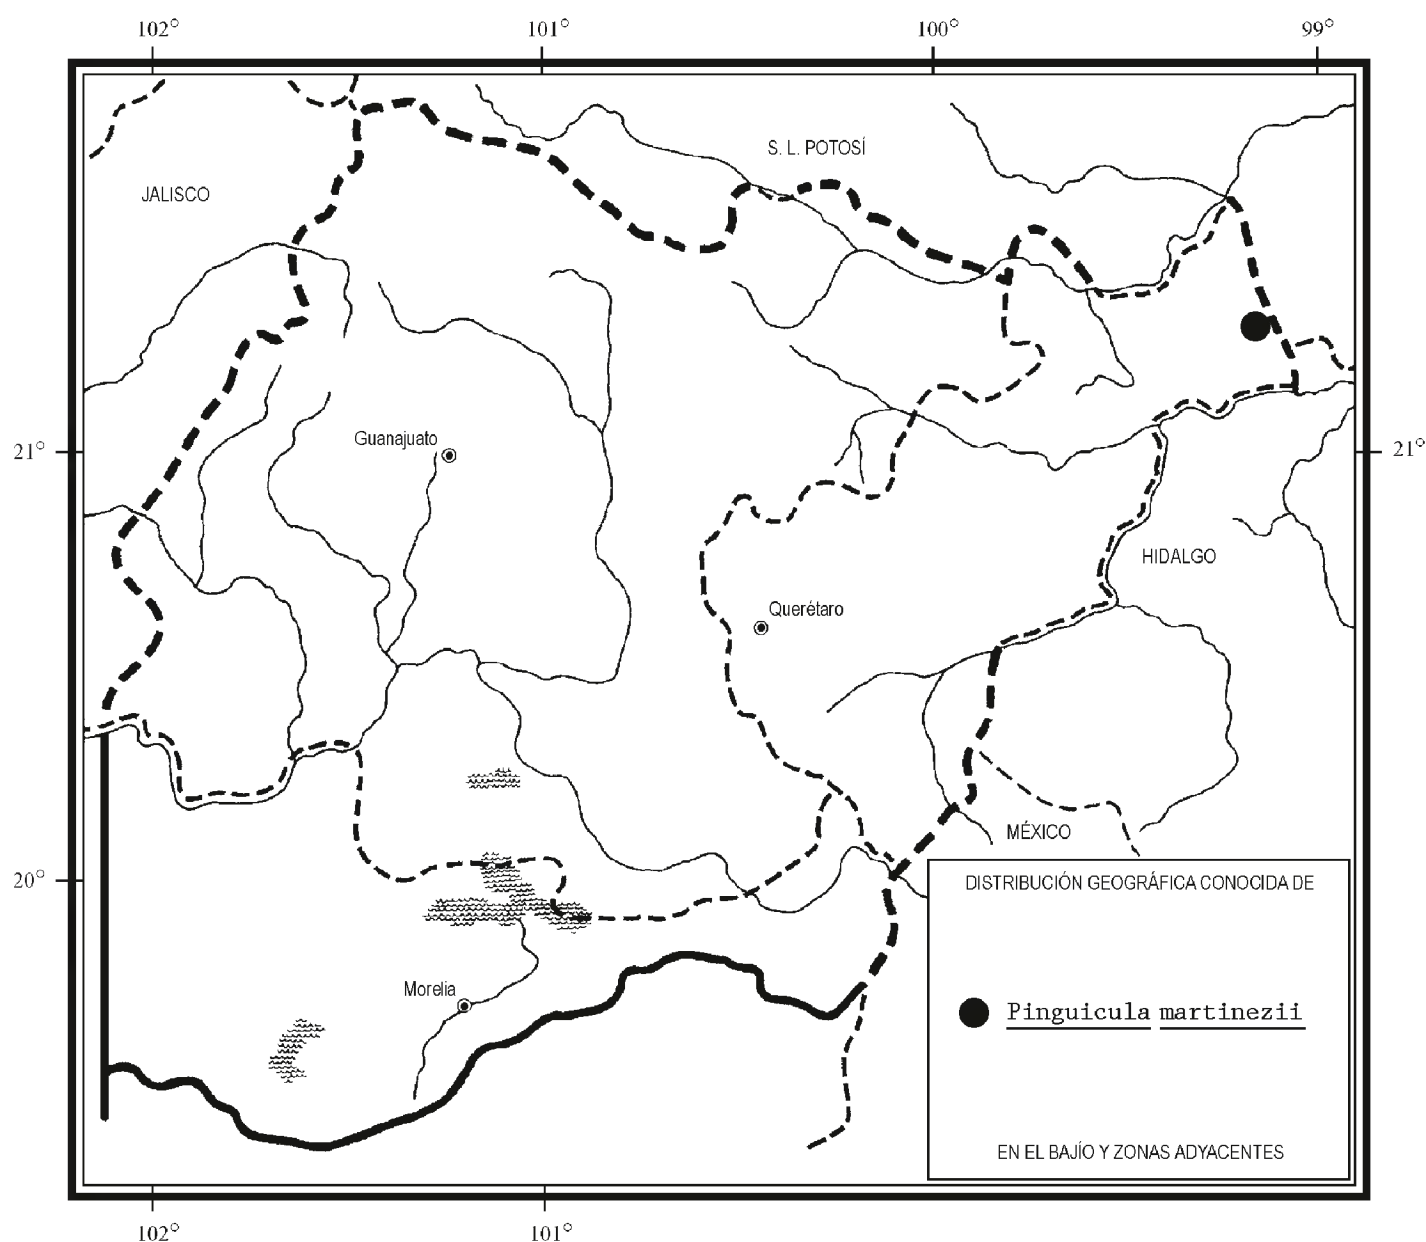 102° 101° 100° 99°
S. L. POTOSÍ
JALISCO
Guanajuato
21° 21°
HIDALGO
Querétaro
MÉXICO
20°
DISTRIBUCIÓN GEOGRÁFICA CONOCIDA DE
Morelia
Pinguicula martinezii
EN EL BAJÍO Y ZONAS ADYACENTES
102° 101°